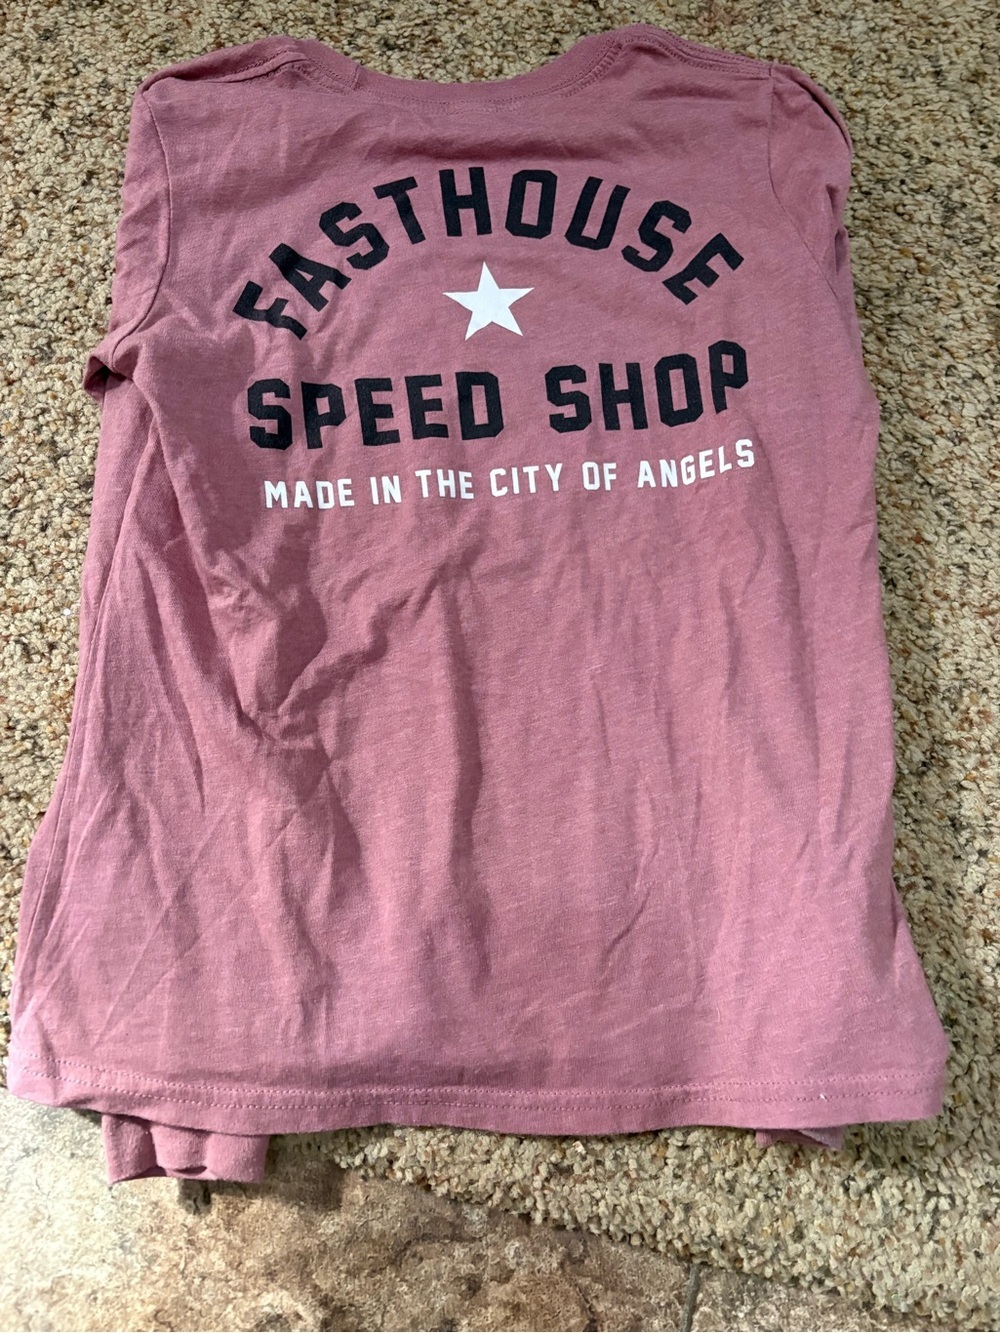 FASTHOUSE
SPEED SHOP
MADE IN THE CITY OF ANGELS